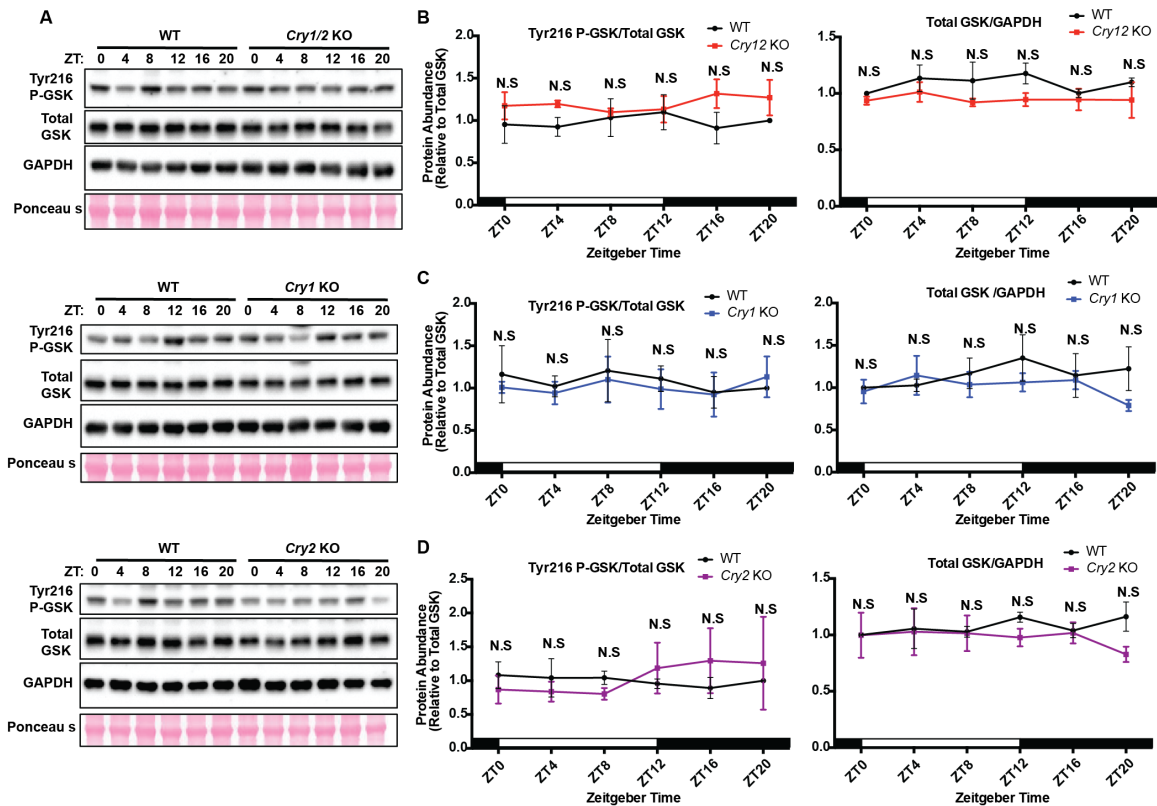 A
WT
Cry1/2 KO
ZT: 0 4 8 12 16 20 0 4 8 12 16 20
Tyr216
P-GSK
Total
GSK
GAPDH
Ponceau s
WT
Cry1 KO
ZT: 0 4 8 12 16 20 0 4 8 12 16 20
Tyr216
P-GSK
Total
GSK
GAPDH
Ponceau s
WT
Cry2 KO
ZT: 0 4 8 12 16 20 0 4 8 12 16 20
Tyr216
P-GSK
Total
GSK
GAPDH
Ponceau s
B
Tyr216 P-GSK/Total GSK
WT
Cry12 KO
Protein Abundance
(Relative to Total GSK)
2.0
1.5
1.0
0.5
0.0
N.S N.S N.S N.S N.S N.S
ZT0 ZT4 ZT8 ZT12 ZT16 ZT20
Zeitgeber Time
Total GSK/GAPDH
WT
Cry12 KO
1.5
1.0
0.5
0.0
N.S N.S N.S N.S N.S N.S
ZT0 ZT4 ZT8 ZT12 ZT16 ZT20
Zeitgeber Time
C
Tyr216 P-GSK/Total GSK
WT
Cry1 KO
Protein Abundance
(Relative to Total GSK)
2.0
1.5
1.0
0.5
0.0
N.S N.S N.S N.S N.S N.S
ZT0 ZT4 ZT8 ZT12 ZT16 ZT20
Zeitgeber Time
Total GSK /GAPDH
WT
Cry1 KO
2.0
1.5
1.0
0.5
0.0
N.S N.S N.S N.S N.S N.S
ZT0 ZT4 ZT8 ZT12 ZT16 ZT20
Zeitgeber Time
D
Tyr216 P-GSK/Total GSK
WT
Cry2 KO
Protein Abundance
(Relative to Total GSK)
2.5
2.0
1.5
1.0
0.5
0.0
N.S N.S N.S N.S N.S N.S
ZT0 ZT4 ZT8 ZT12 ZT16 ZT20
Zeitgeber Time
Total GSK/GAPDH
WT
Cry2 KO
1.5
1.0
0.5
0.0
N.S N.S N.S N.S N.S N.S
ZT0 ZT4 ZT8 ZT12 ZT16 ZT20
Zeitgeber Time